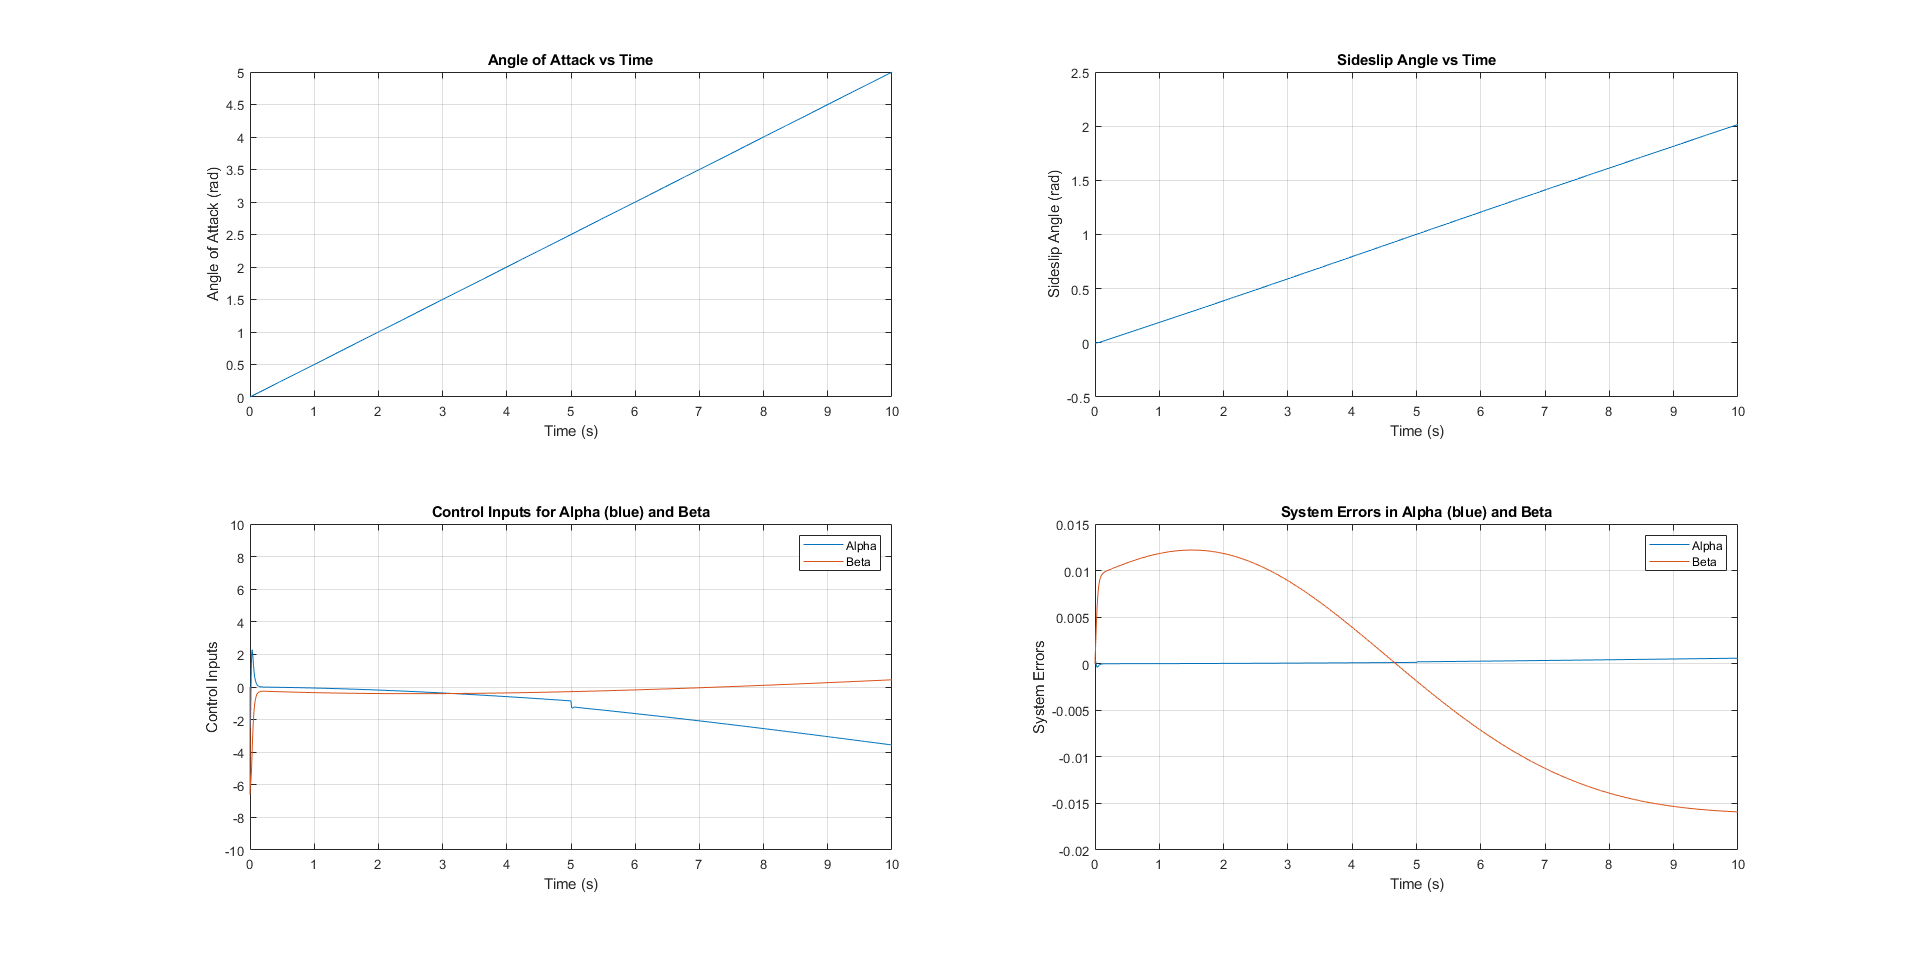 Angle of Attack vs Time
5
4.5
4
3.5
3
2.5
2
1.5
1
0.5
0
Angle of Attack (rad)
0 1 2 3 4 5 6 7 8 9 10
Time (s)
Sideslip Angle vs Time
2.5
2
1.5
1
0.5
0
-0.5
Sideslip Angle (rad)
0 1 2 3 4 5 6 7 8 9 10
Time (s)
Control Inputs for Alpha (blue) and Beta
10
8
6
4
2
0
-2
-4
-6
-8
-10
Control Inputs
Alpha
Beta
0 1 2 3 4 5 6 7 8 9 10
Time (s)
System Errors in Alpha (blue) and Beta
0.015
0.01
0.005
0
-0.005
-0.01
-0.015
-0.02
System Errors
Alpha
Beta
0 1 2 3 4 5 6 7 8 9 10
Time (s)